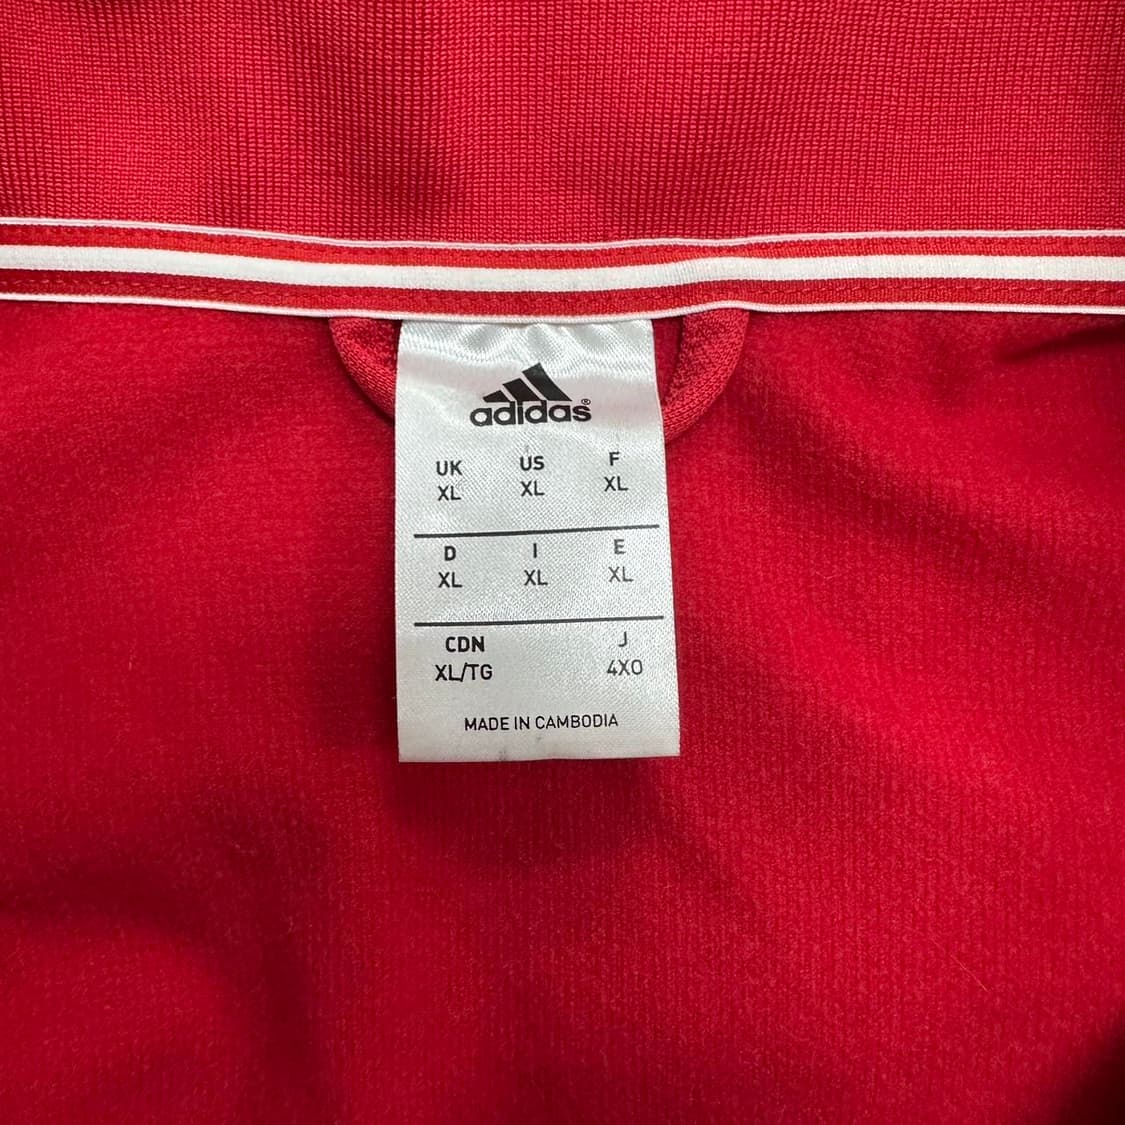 adidas®
UK US F
XL XL XL
D I E
XL XL XL
CDN J
XL/TG 4XO
MADE IN CAMBODIA